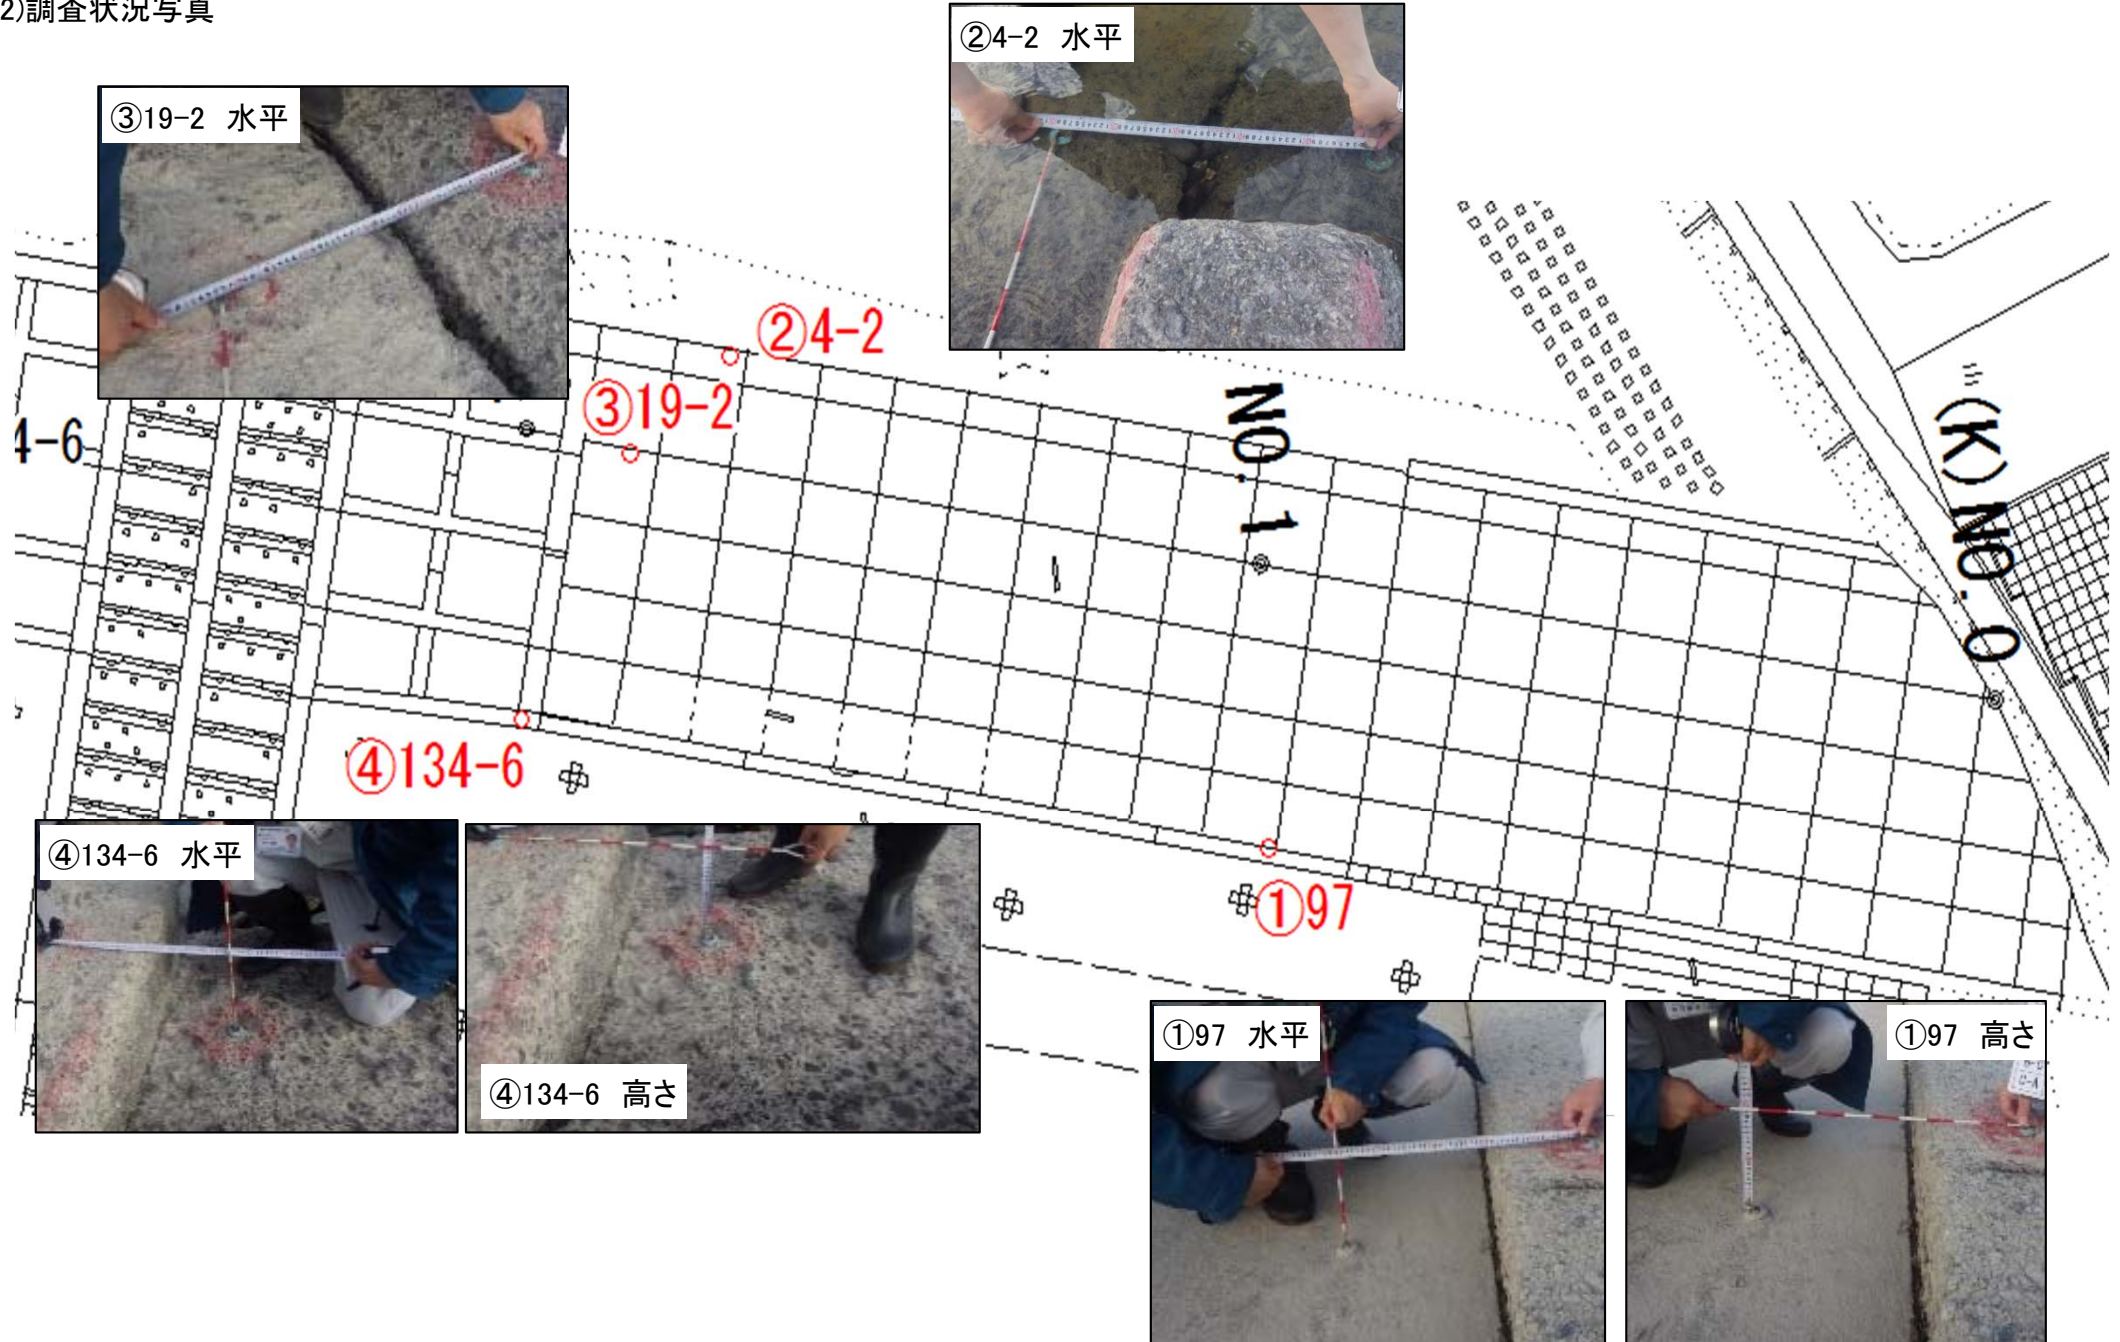 2)調査状況写真
②4-2 水平
③19-2 水平
②4-2
③19-2
4-6
NO. 1
(K)NO. 0
④134-6
①97
④134-6 水平
④134-6 高さ
①97 水平
①97 高さ